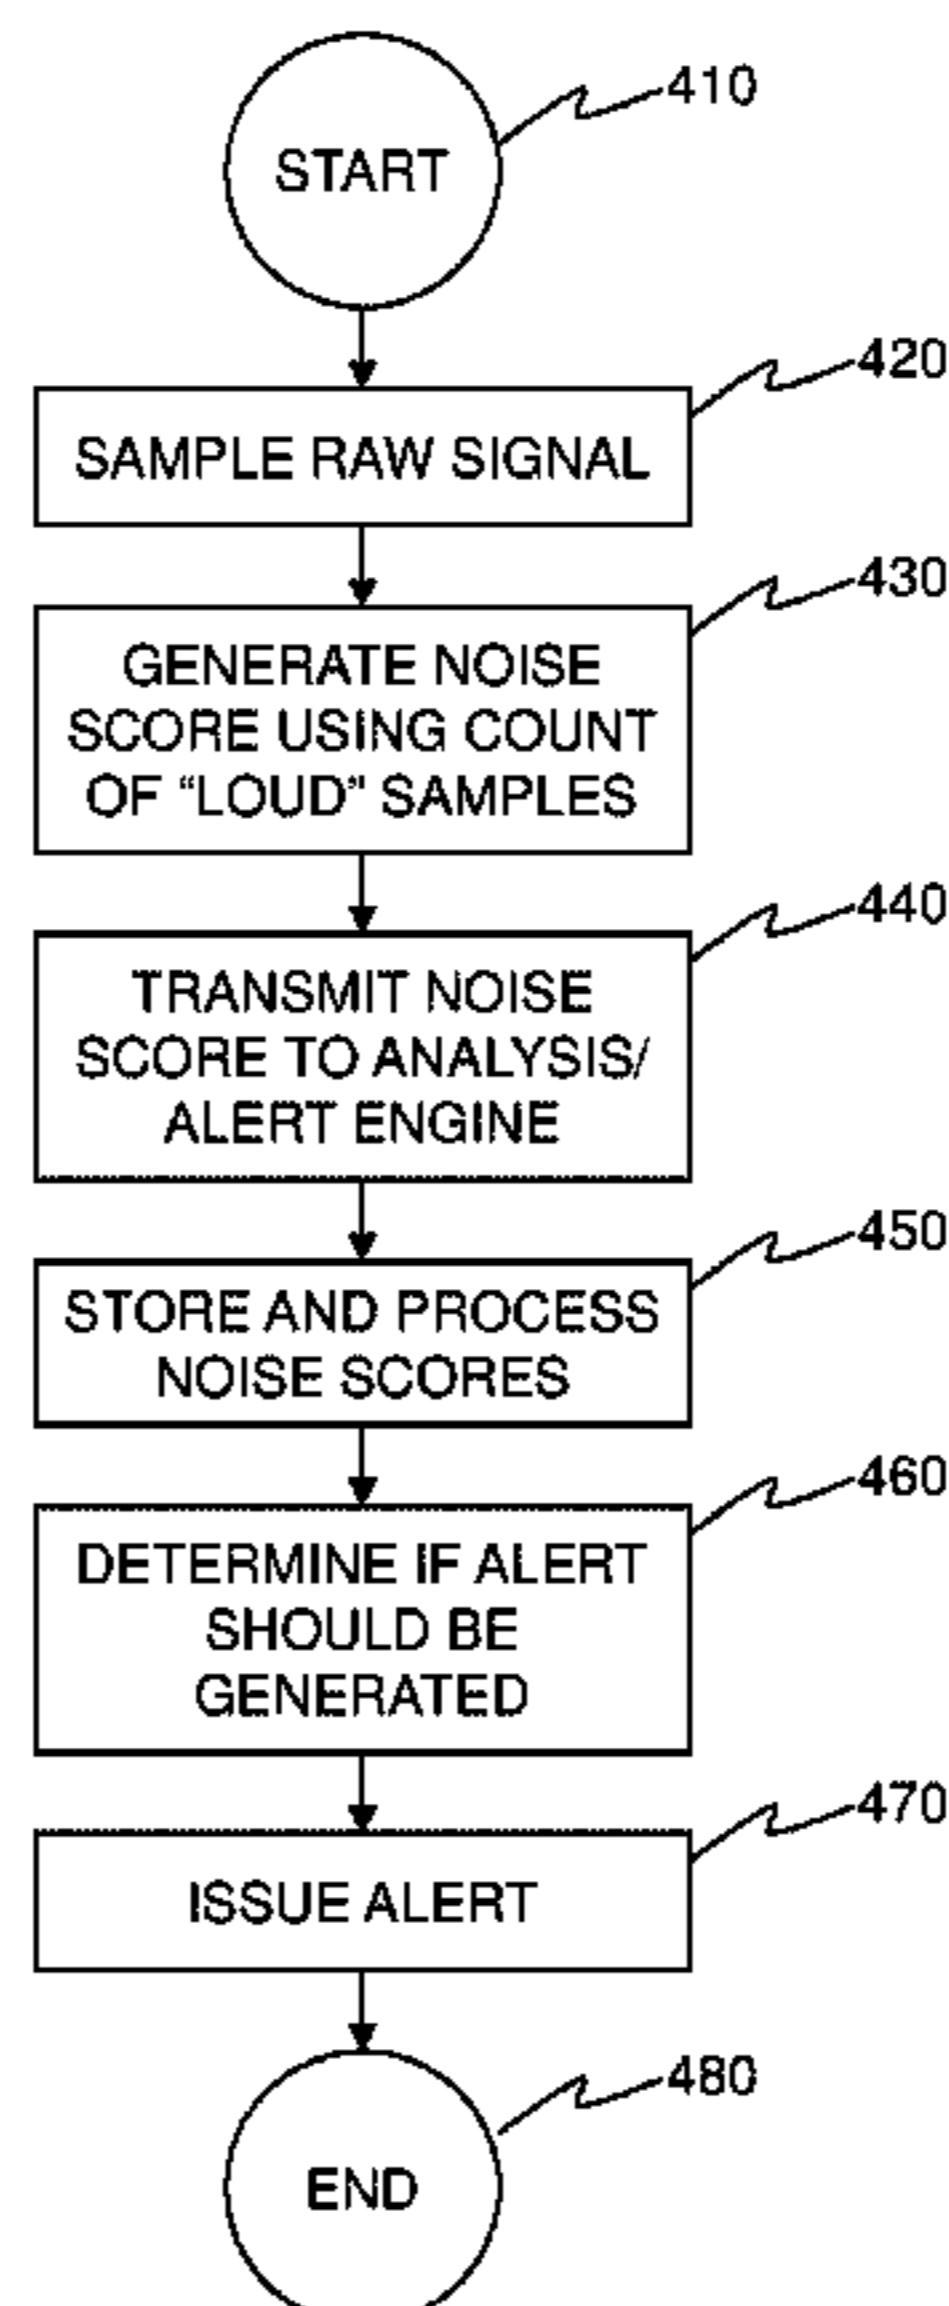 410
START
420
SAMPLE RAW SIGNAL
430
GENERATE NOISE
SCORE USING COUNT
OF “LOUD” SAMPLES
440
TRANSMIT NOISE
SCORE TO ANALYSIS/
ALERT ENGINE
450
STORE AND PROCESS
NOISE SCORES
460
DETERMINE IF ALERT
SHOULD BE
GENERATED
470
ISSUE ALERT
480
END